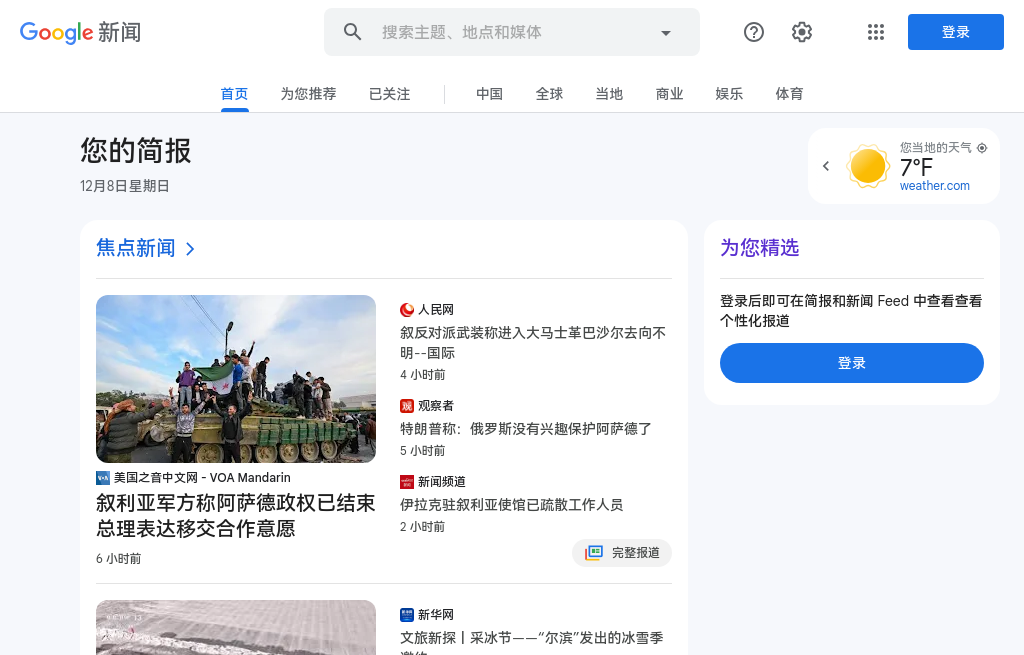 Google 新闻
搜索主题、地点和媒体
登录
首页
为您推荐
已关注
中国
全球
当地
商业
娱乐
体育
您的简报
12月8日星期日
您当地的天气
7°F
weather.com
焦点新闻
美国之音中文网 - VOA Mandarin
叙利亚军方称阿萨德政权已结束
总理表达移交合作意愿
6 小时前
人民网
叙反对派武装称进入大马士革巴沙尔去向不
明--国际
4 小时前
观察者
特朗普称：俄罗斯没有兴趣保护阿萨德了
5 小时前
新闻频道
伊拉克驻叙利亚使馆已疏散工作人员
2 小时前
完整报道
新华网
文旅新探丨采冰节——“尔滨”发出的冰雪季
为您精选
登录后即可在简报和新闻 Feed 中查看查看
个性化报道
登录